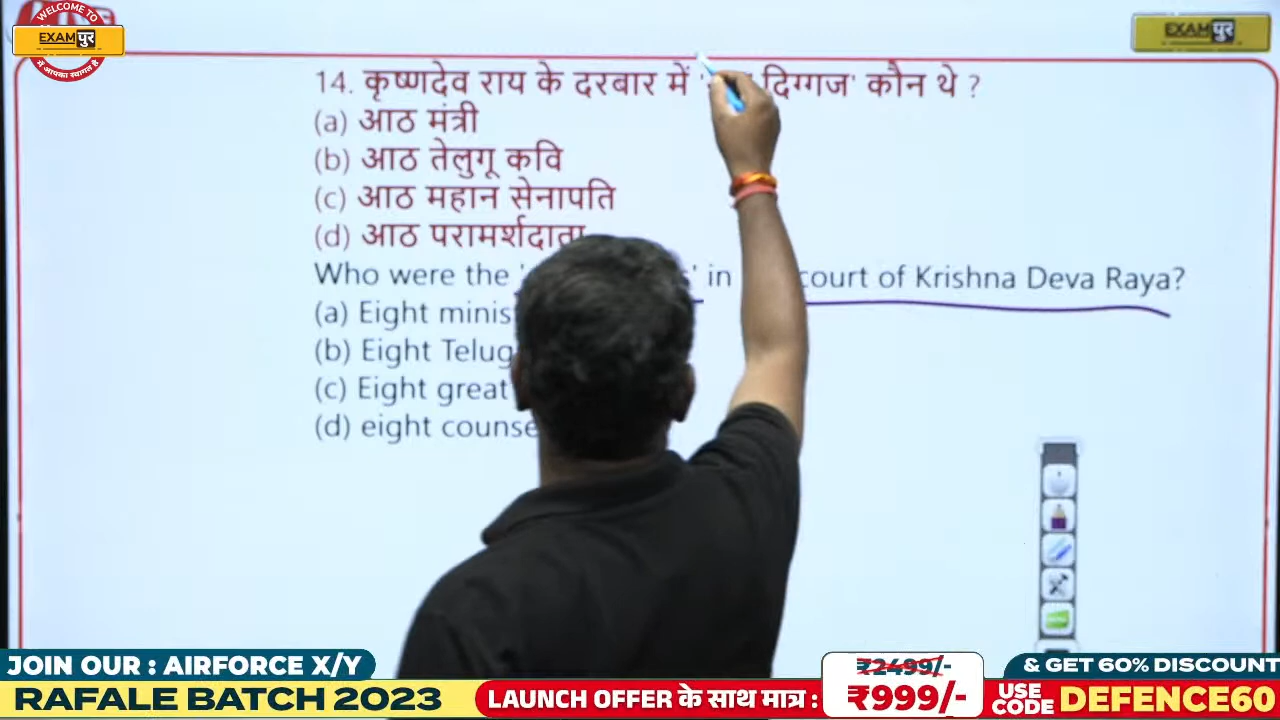 WELCOME TO
EXAMपुर
में आपका स्वागत है
EXAMपुर
14. कृष्णदेव राय के दरबार में ' दिग्गज' कौन थे ?
(a) आठ मंत्री
(b) आठ तेलुगू कवि
(c) आठ महान सेनापति
(d) आठ परामर्शदाता
Who were the ' ' in court of Krishna Deva Raya?
(a) Eight minis
(b) Eight Telug
(c) Eight great
(d) eight counse
JOIN OUR : AIRFORCE X/Y
RAFALE BATCH 2023
LAUNCH OFFER के साथ मात्र :
₹2499/-
₹999/-
& GET 60% DISCOUNT
USE CODE DEFENCE60